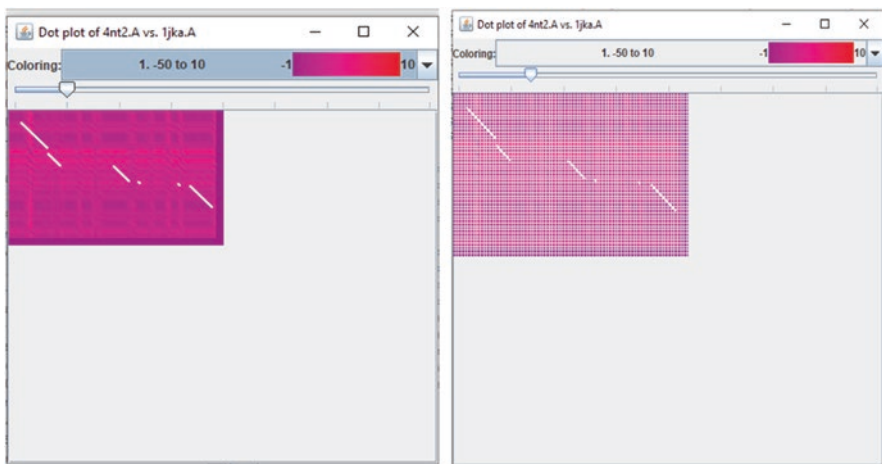 Dot plot of 4nt2.A vs. 1jka.A
Coloring: 1. -50 to 10 -1 10
Dot plot of 4nt2.A vs. 1jka.A
Coloring: 1. -50 to 10 -1 10